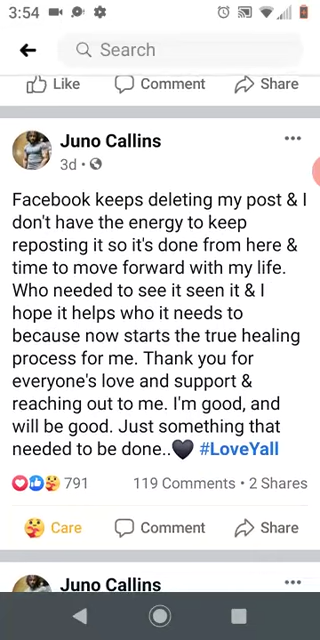 3:54
Search
Like Comment Share
Juno Callins
3d
Facebook keeps deleting my post & I
don't have the energy to keep
reposting it so it's done from here &
time to move forward with my life.
Who needed to see it seen it & I
hope it helps who it needs to
because now starts the true healing
process for me. Thank you for
everyone's love and support &
reaching out to me. I'm good, and
will be good. Just something that
needed to be done..🖤 #LoveYall
791 119 Comments • 2 Shares
Care Comment Share
Juno Callins